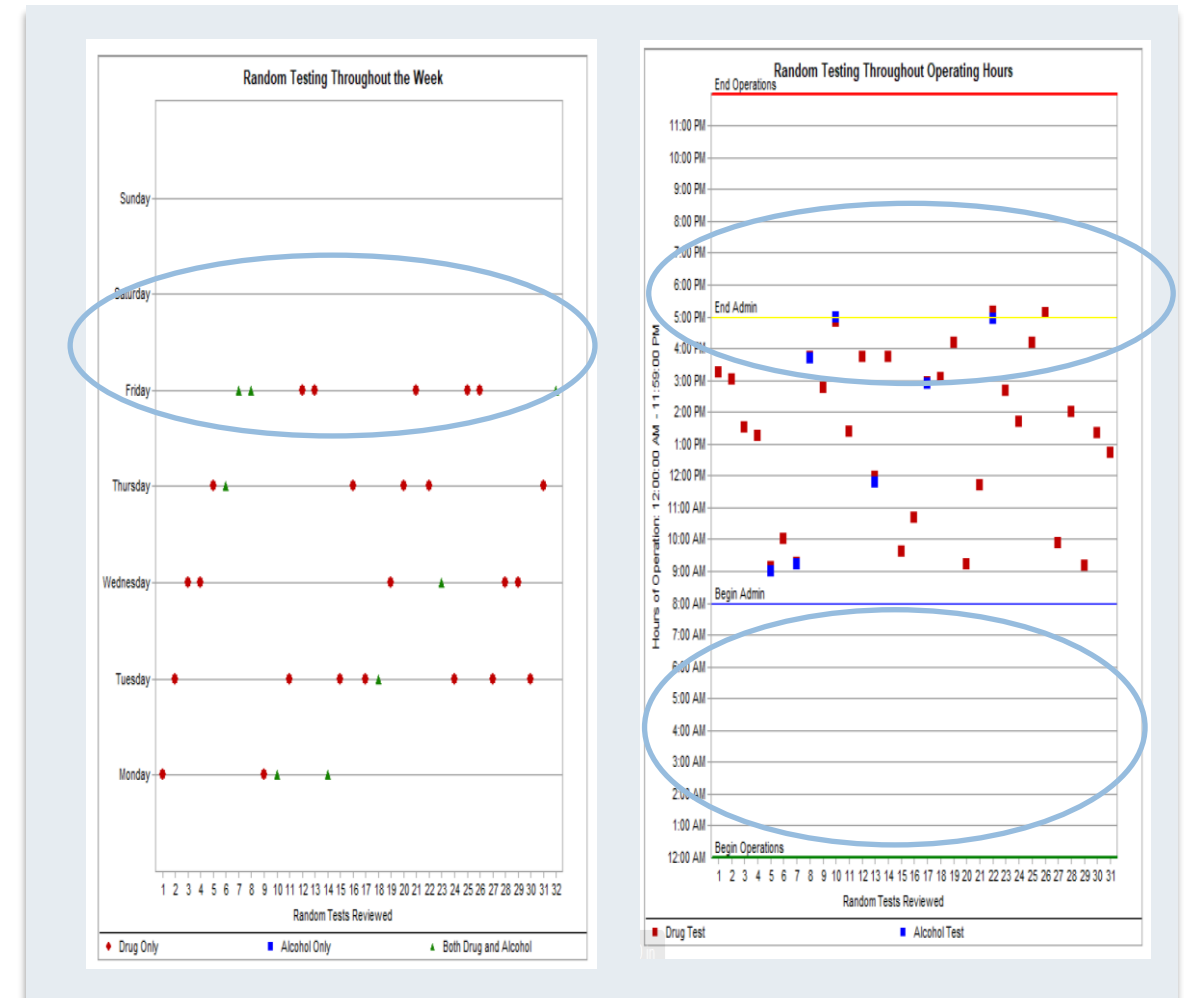 Random Testing Throughout the Week
Sunday
Saturday
Friday
Thursday
Wednesday
Tuesday
Monday
1 2 3 4 5 6 7 8 9 10 11 12 13 14 15 16 17 18 19 20 21 22 23 24 25 26 27 28 29 30 31 32
Random Tests Reviewed
Drug Only
Alcohol Only
Both Drug and Alcohol
Random Testing Throughout Operating Hours
End Operations
11:00 PM
10:00 PM
9:00 PM
8:00 PM
7:00 PM
6:00 PM
End Admin
5:00 PM
4:00 PM
3:00 PM
2:00 PM
1:00 PM
12:00 PM
11:00 AM
10:00 AM
9:00 AM
Begin Admin
8:00 AM
7:00 AM
6:00 AM
5:00 AM
4:00 AM
3:00 AM
2:00 AM
1:00 AM
Begin Operations
12:00 AM
Hours of Operation: 12:00:00 AM - 11:59:00 PM
1 2 3 4 5 6 7 8 9 10 11 12 13 14 15 16 17 18 19 20 21 22 23 24 25 26 27 28 29 30 31
Random Tests Reviewed
Drug Test
Alcohol Test